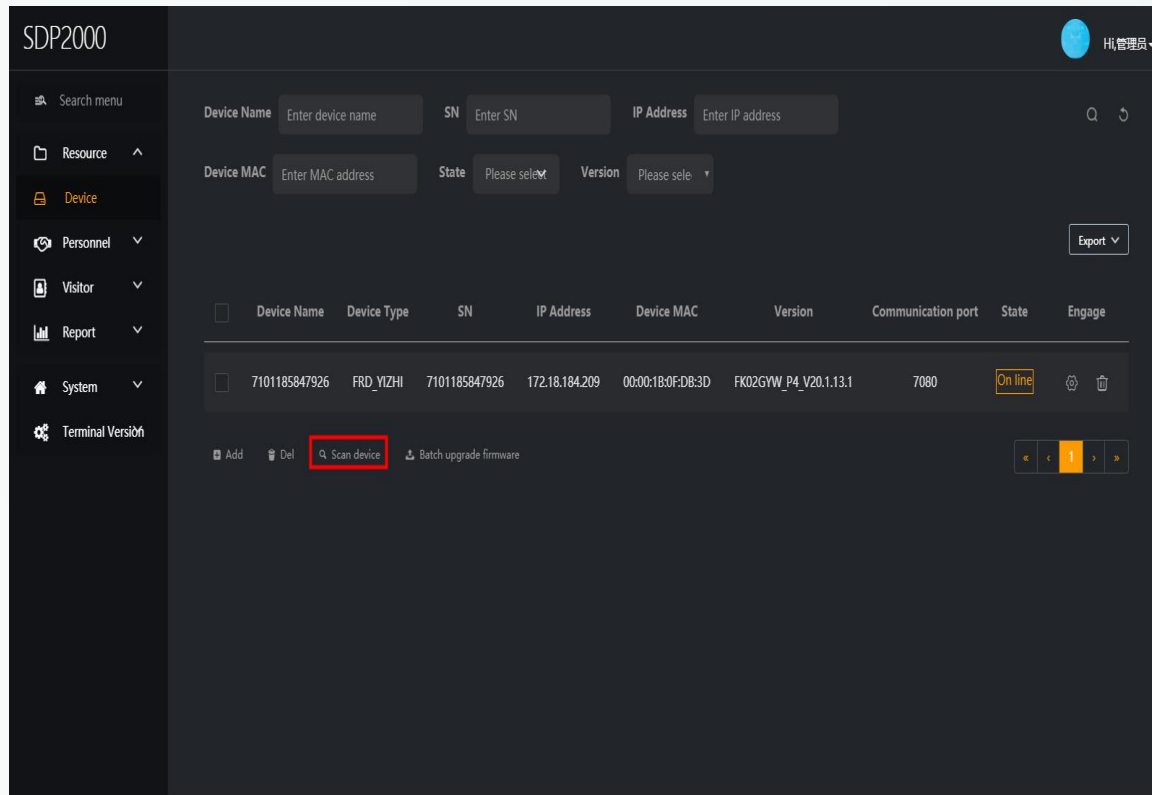 SDP2000
Hi,管理员
Search menu
Resource
Device
Personnel
Visitor
Report
System
Terminal Version
Device Name Enter device name SN Enter SN IP Address Enter IP address
Device MAC Enter MAC address State Please select Version Please sele
Export
Device Name Device Type SN IP Address Device MAC Version Communication port State Engage
7101185847926 FRD_YIZHI 7101185847926 172.18.184.209 00:00:1B:0F:DB:3D FK02GYW_P4_V20.1.13.1 7080 On line
Add Del Scan device Batch upgrade firmware
« ‹ 1 › »